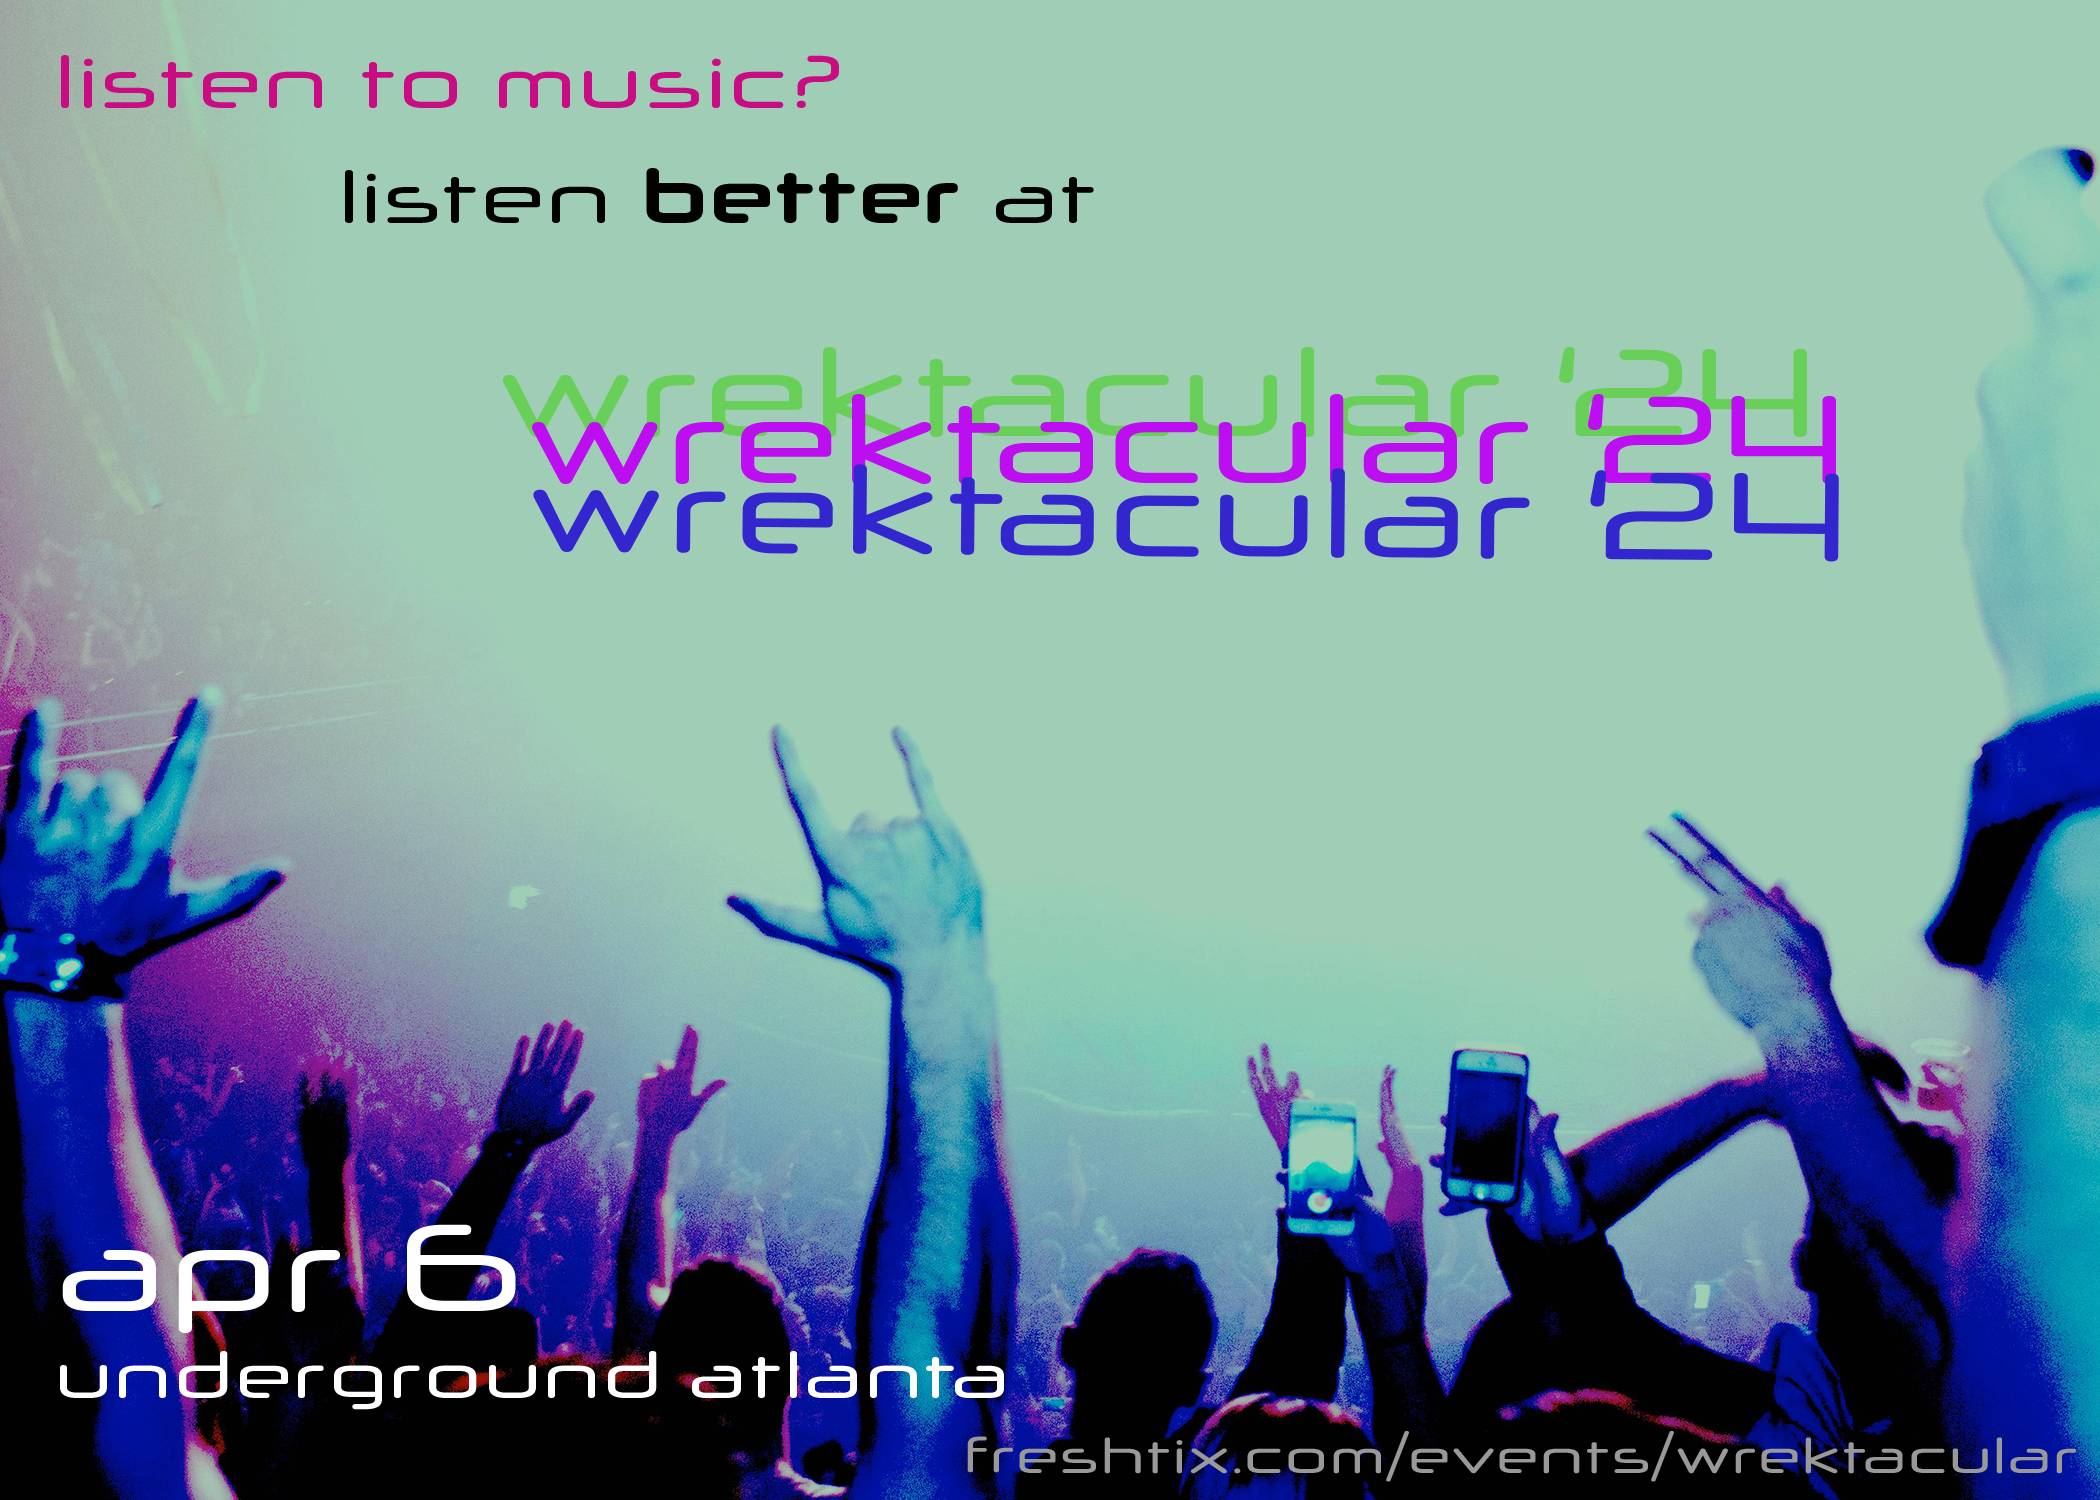 listen to music?
listen better at
wrektacular '24
wrektacular '24
wrektacular '24
apr 6
underground atlanta
freshtix.com/events/wrektacular